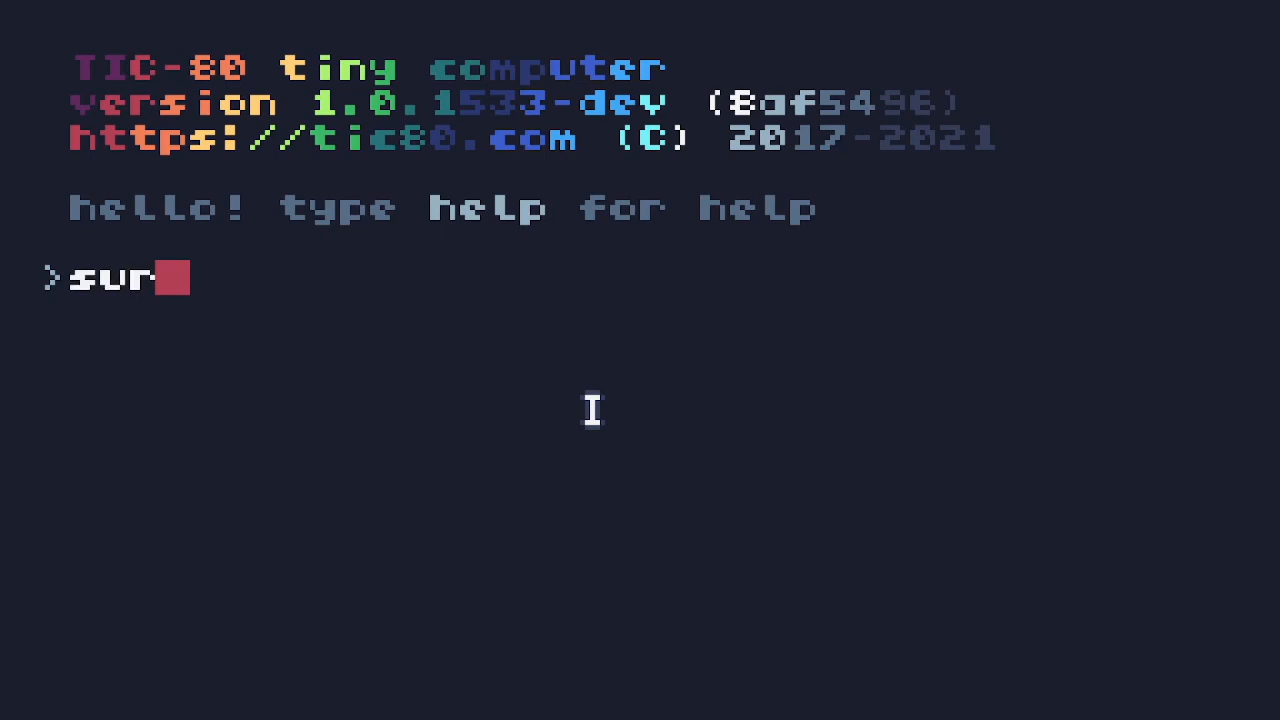 TIC-80 tiny computer
version 1.0.1533-dev (8af5496)
https://tic80.com (C) 2017-2021
hello! type help for help
>sur